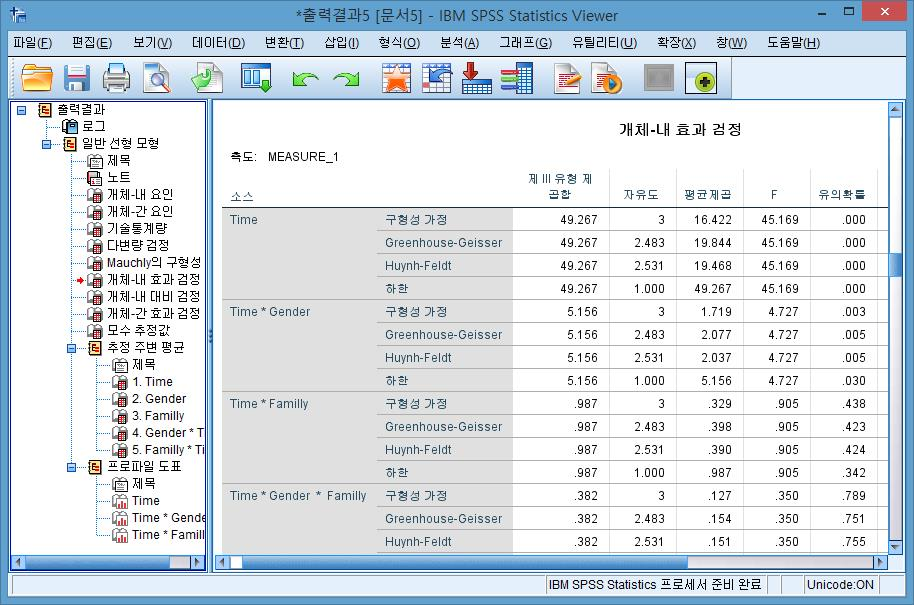 *출력결과5 [문서5] - IBM SPSS Statistics Viewer
파일(F) 편집(E) 보기(V) 데이터(D) 변환(T) 삽입(I) 형식(O) 분석(A) 그래프(G) 유틸리티(U) 확장(X) 창(W) 도움말(H)
출력결과
로그
일반 선형 모형
제목
노트
개체-내 요인
개체-간 요인
기술통계량
다변량 검정
Mauchly의 구형성
개체-내 효과 검정
개체-내 대비 검정
개체-간 효과 검정
모수 추정값
추정 주변 평균
제목
1. Time
2. Gender
3. Familly
4. Gender * T
5. Familly * Ti
프로파일 도표
제목
Time
Time * Gende
Time * Famill
개체-내 효과 검정
측도: MEASURE_1
소스 제 III 유형 제곱합 자유도 평균제곱 F 유의확률
Time 구형성 가정 49.267 3 16.422 45.169 .000
Greenhouse-Geisser 49.267 2.483 19.844 45.169 .000
Huynh-Feldt 49.267 2.531 19.468 45.169 .000
하한 49.267 1.000 49.267 45.169 .000
Time * Gender 구형성 가정 5.156 3 1.719 4.727 .003
Greenhouse-Geisser 5.156 2.483 2.077 4.727 .005
Huynh-Feldt 5.156 2.531 2.037 4.727 .005
하한 5.156 1.000 5.156 4.727 .030
Time * Familly 구형성 가정 .987 3 .329 .905 .438
Greenhouse-Geisser .987 2.483 .398 .905 .423
Huynh-Feldt .987 2.531 .390 .905 .424
하한 .987 1.000 .987 .905 .342
Time * Gender * Familly 구형성 가정 .382 3 .127 .350 .789
Greenhouse-Geisser .382 2.483 .154 .350 .751
Huynh-Feldt .382 2.531 .151 .350 .755
IBM SPSS Statistics 프로세서 준비 완료 Unicode:ON